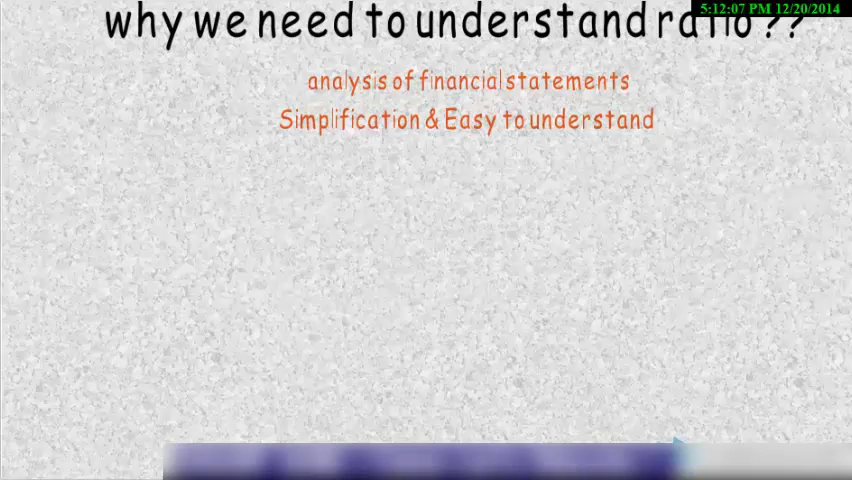 5:12:07 PM 12/20/2014
why we need to understand ratio ??
analysis of financial statements
Simplification & Easy to understand